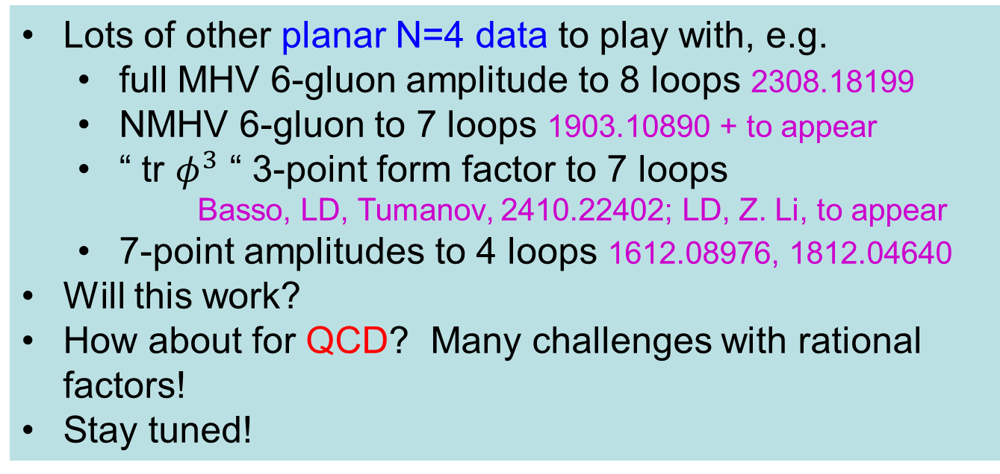 • Lots of other planar N=4 data to play with, e.g.
• full MHV 6-gluon amplitude to 8 loops 2308.18199
• NMHV 6-gluon to 7 loops 1903.10890 + to appear
• “ tr 𝜙³ “ 3-point form factor to 7 loops
Basso, LD, Tumanov, 2410.22402; LD, Z. Li, to appear
• 7-point amplitudes to 4 loops 1612.08976, 1812.04640
• Will this work?
• How about for QCD? Many challenges with rational
factors!
• Stay tuned!